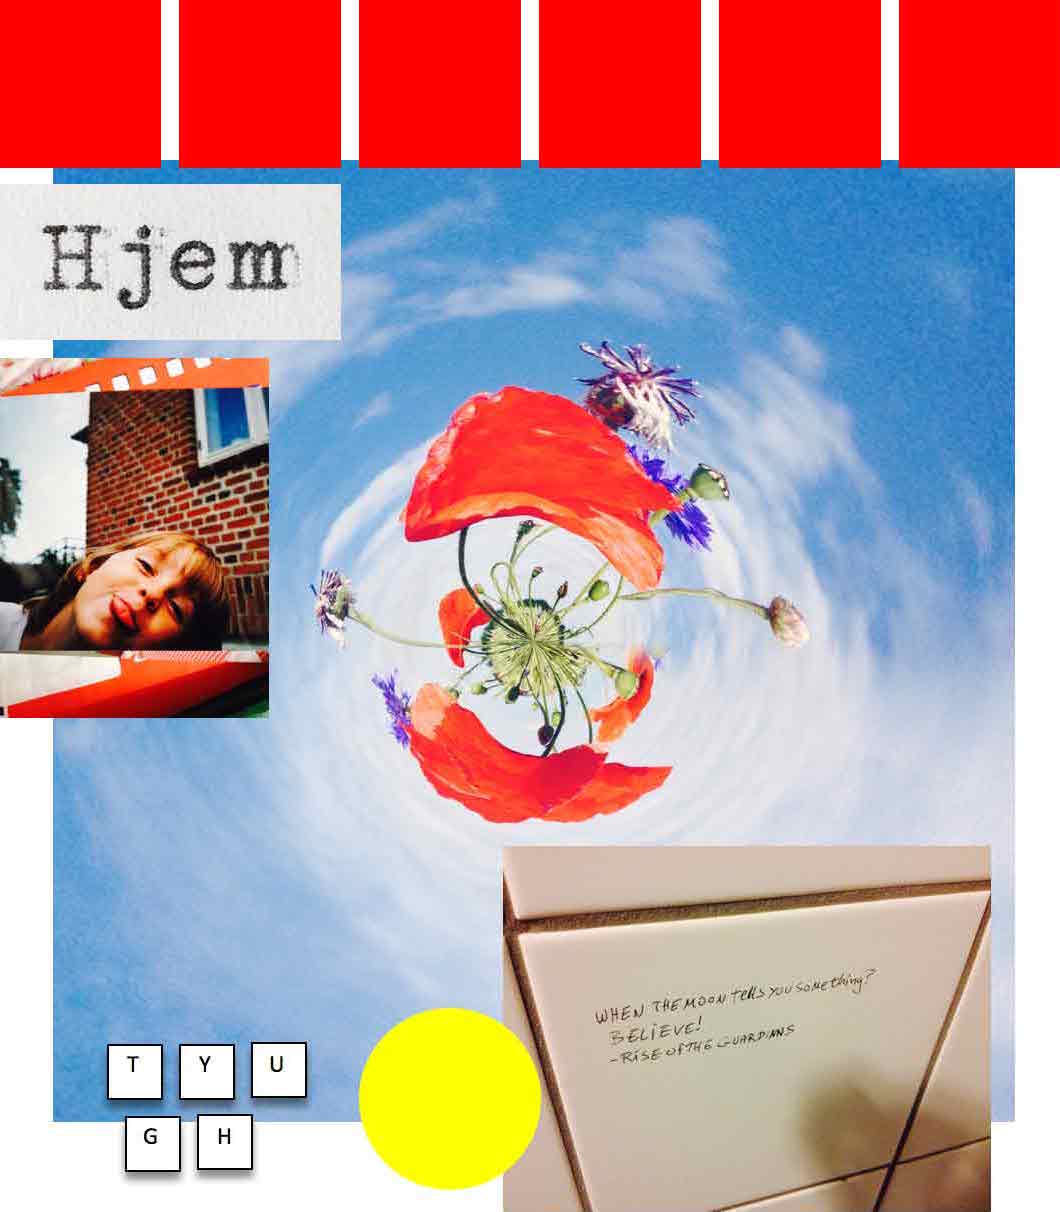 Hjem
WHEN THE MOON TELLS YOU SOMEthing?
BELiEVE!
-RiSE OF THE GUARDIANS
T Y U
G H